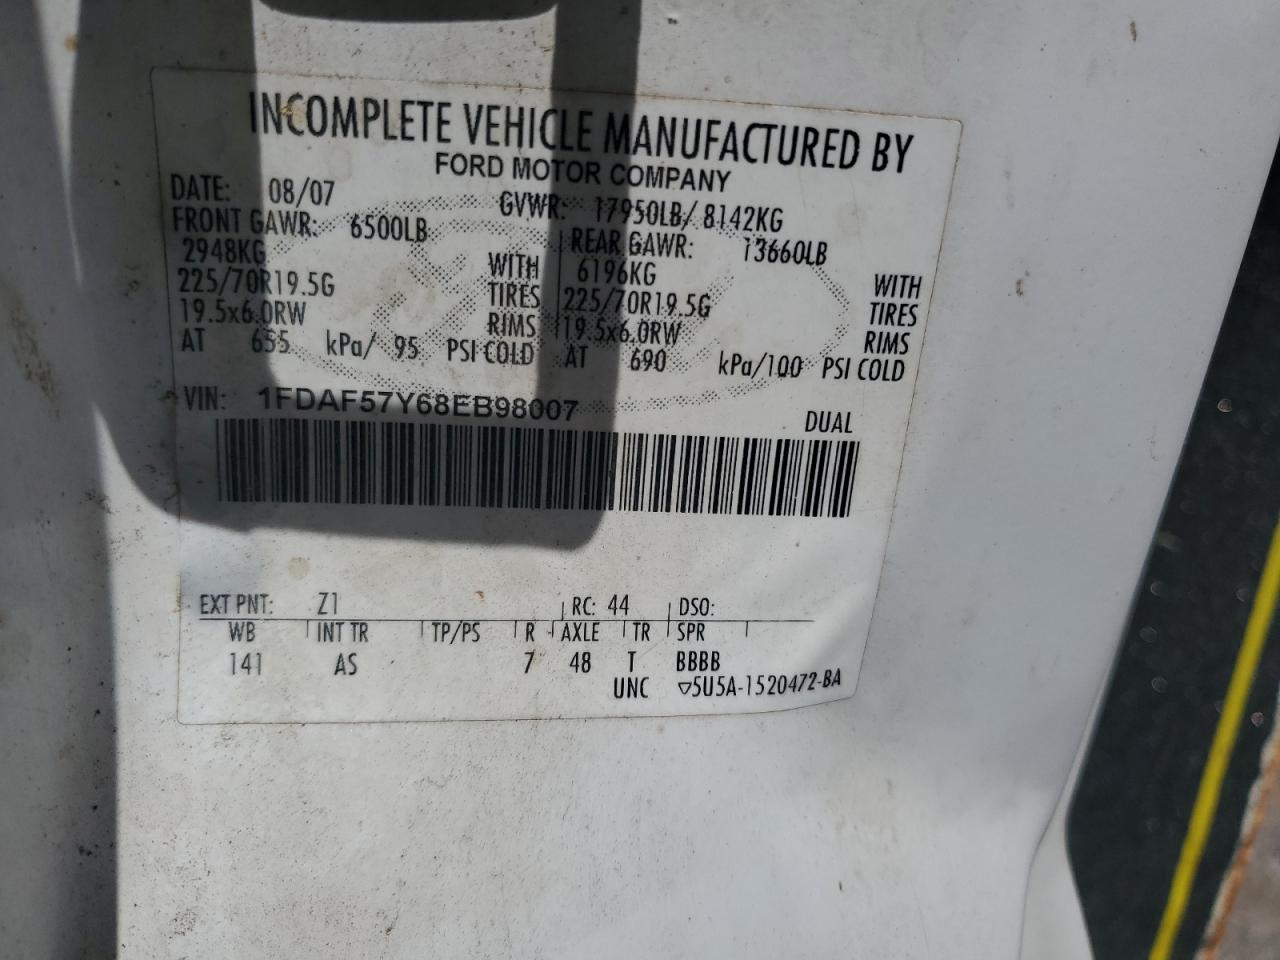 INCOMPLETE VEHICLE MANUFACTURED BY
FORD MOTOR COMPANY
DATE: 08/07 GVWR: 17950LB/ 8142KG
FRONT GAWR: 6500LB REAR GAWR: 13660LB
2948KG WITH 6196KG WITH
225/70R19.5G TIRES 225/70R19.5G TIRES
19.5x6.0RW RIMS 19.5x6.0RW RIMS
AT 655 kPa/ 95 PSI COLD AT 690 kPa/100 PSI COLD
VIN: 1FDAF57Y68EB98007
DUAL
EXT PNT: Z1 RC: 44 DSO:
WB INT TR TP/PS R AXLE TR SPR
141 AS 7 48 T BBBB
UNC ▽5U5A-1520472-BA